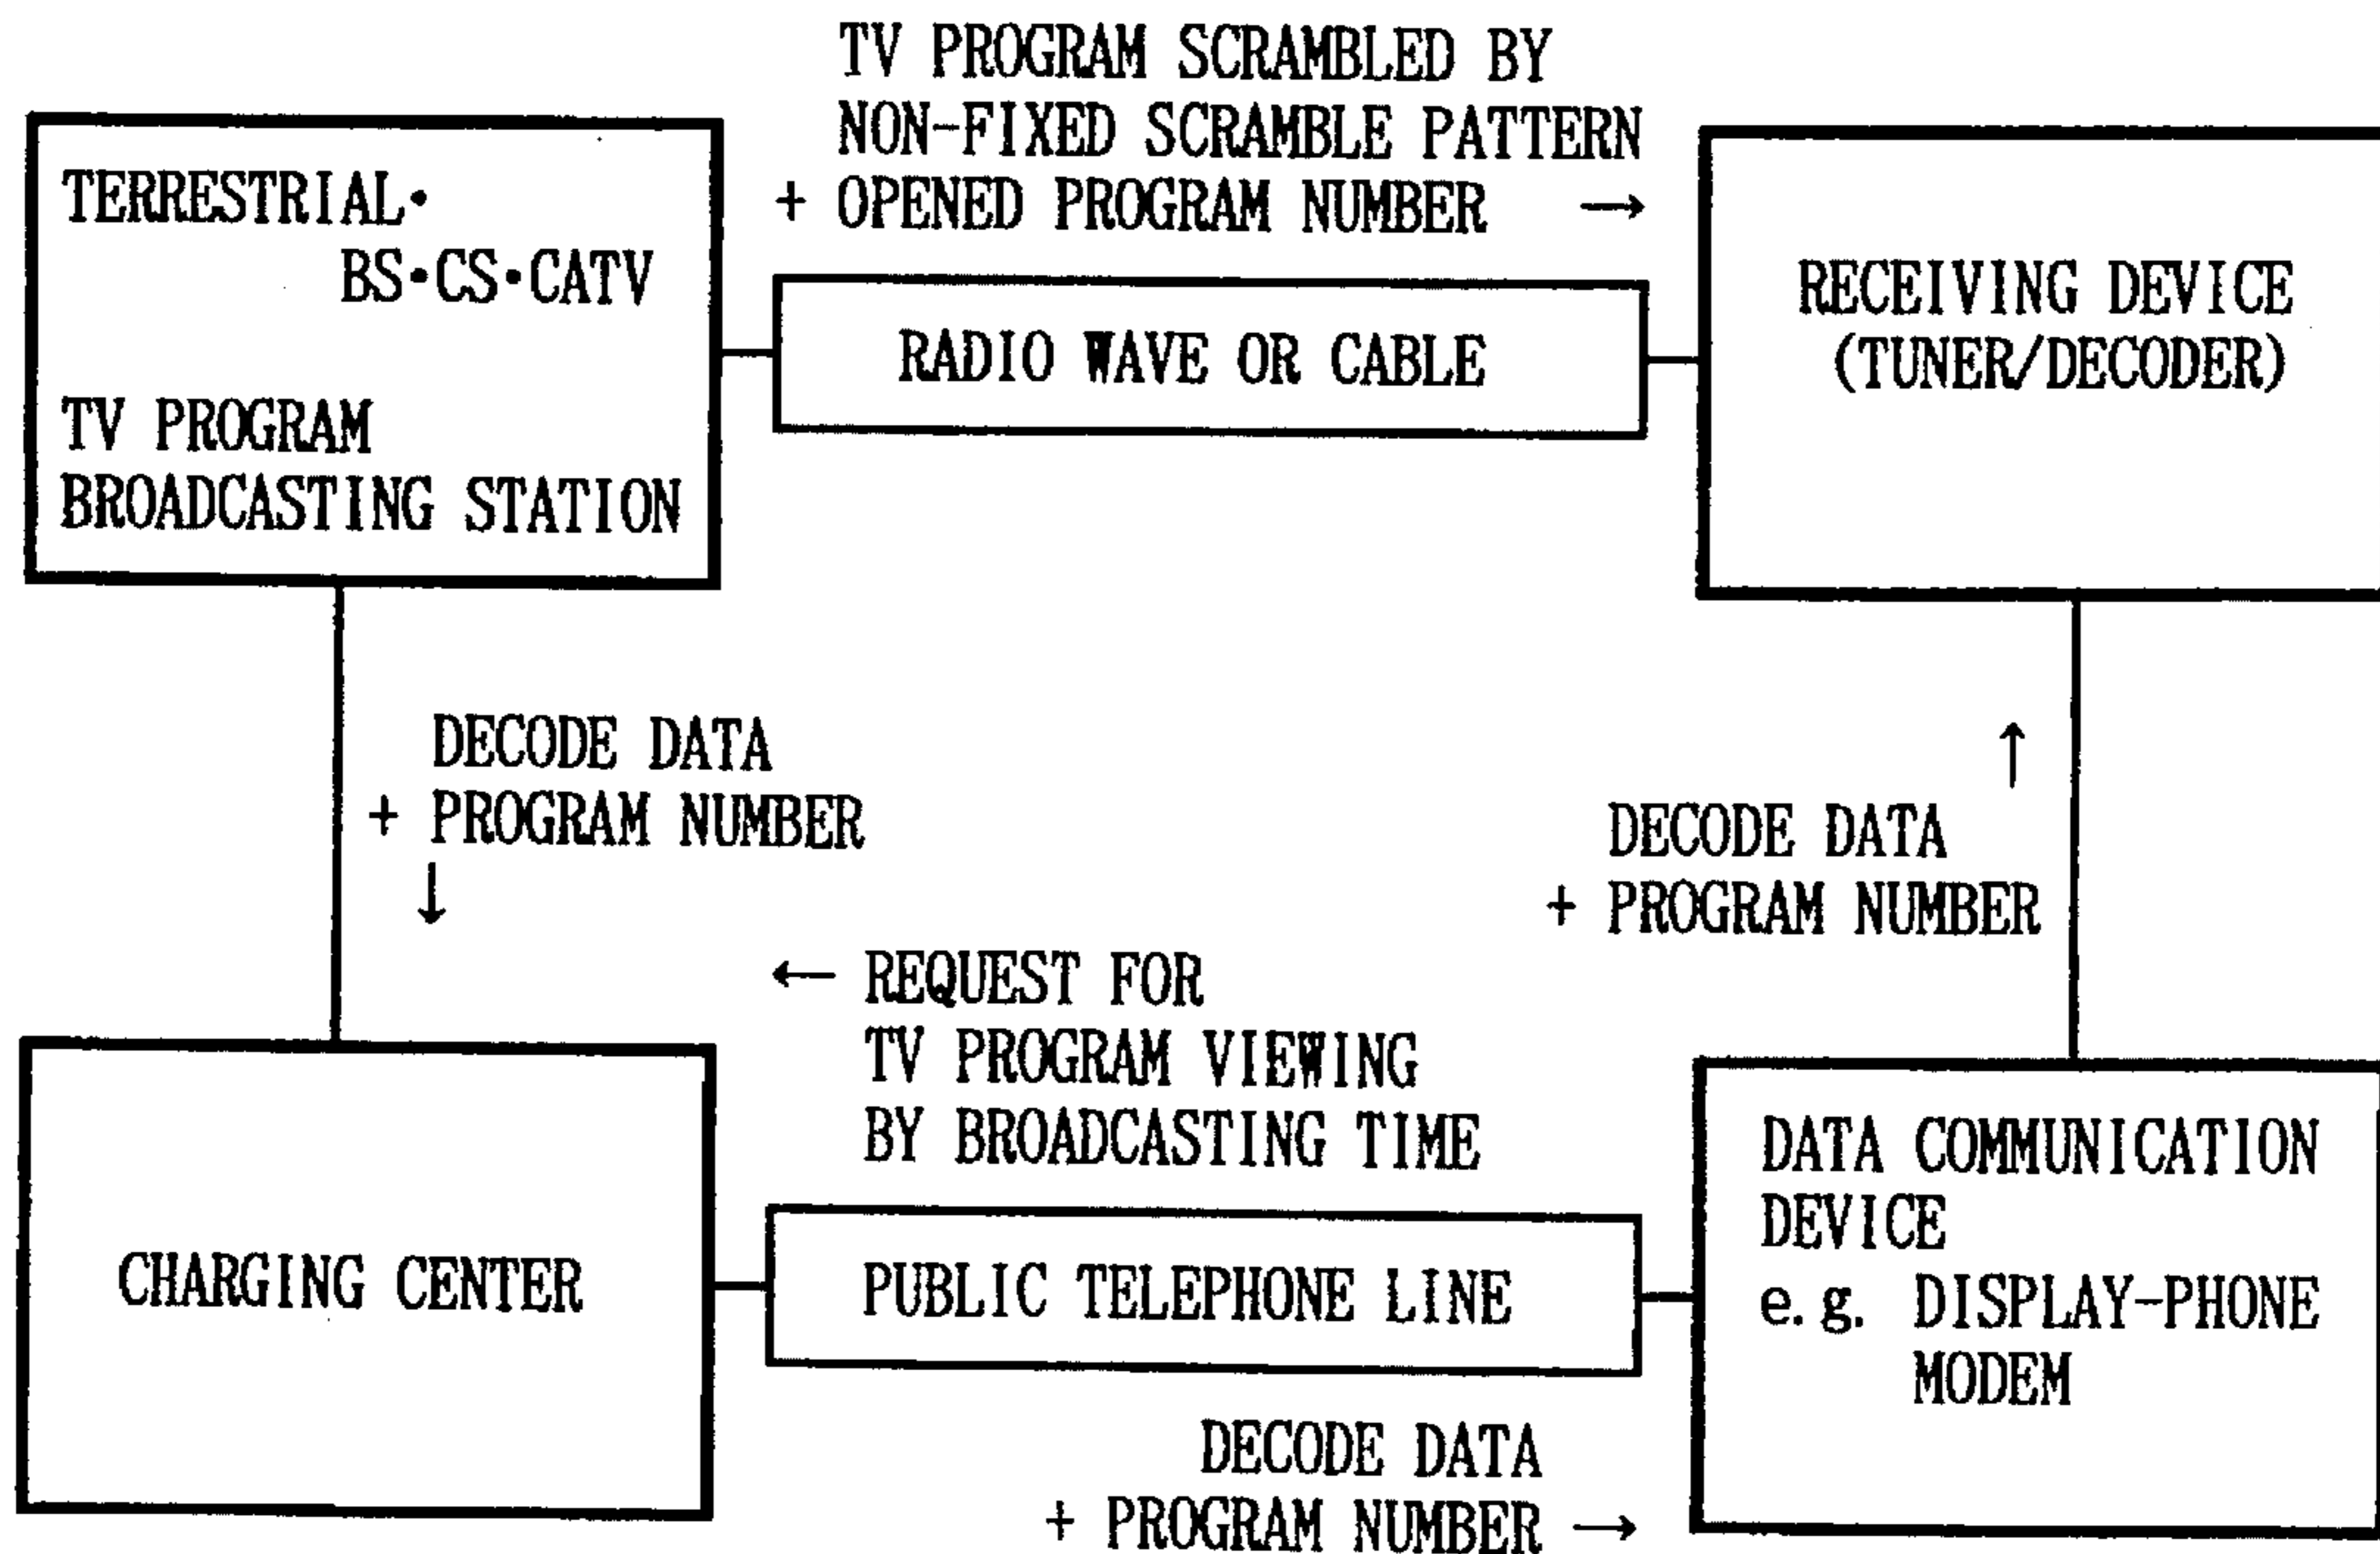 TV PROGRAM SCRAMBLED BY
NON-FIXED SCRAMBLE PATTERN
+ OPENED PROGRAM NUMBER →
TERRESTRIAL・
BS・CS・CATV
TV PROGRAM
BROADCASTING STATION
RADIO WAVE OR CABLE
RECEIVING DEVICE
(TUNER/DECODER)
DECODE DATA
+ PROGRAM NUMBER
↓
↑
DECODE DATA
+ PROGRAM NUMBER
← REQUEST FOR
TV PROGRAM VIEWING
BY BROADCASTING TIME
CHARGING CENTER
PUBLIC TELEPHONE LINE
DATA COMMUNICATION
DEVICE
e.g. DISPLAY-PHONE
MODEM
DECODE DATA
+ PROGRAM NUMBER →